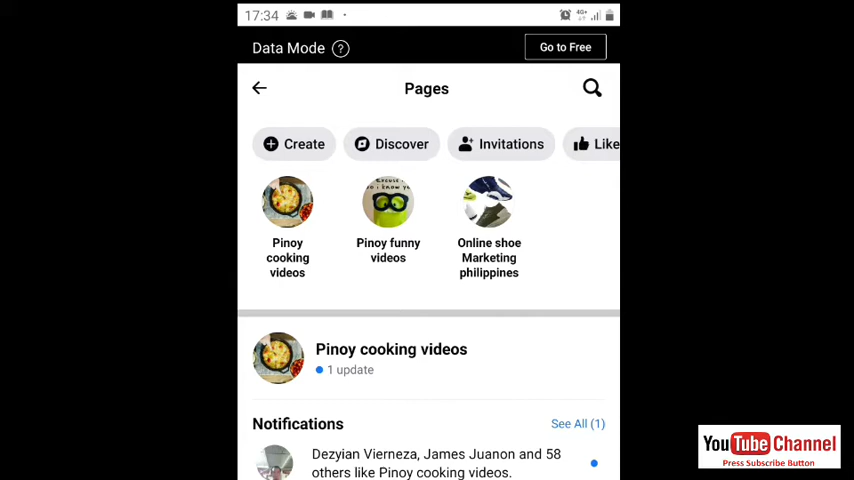 17:34
4G+
Data Mode ?
Go to Free
Pages
Create
Discover
Invitations
Like
Pinoy cooking videos
Pinoy funny videos
Online shoe Marketing philippines
Pinoy cooking videos
1 update
Notifications
See All (1)
Dezyian Vierneza, James Juanon and 58
others like Pinoy cooking videos.
YouTube Channel
Press Subscribe Button